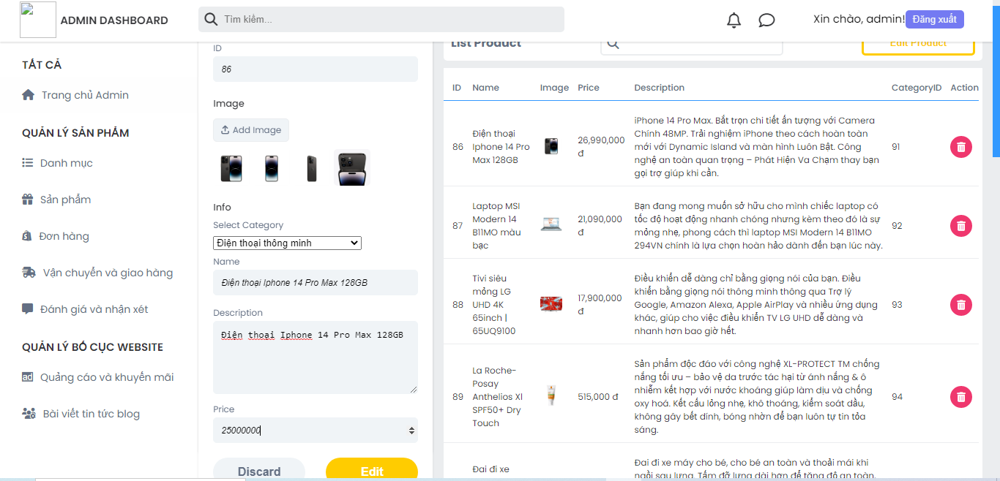 ADMIN DASHBOARD
Tìm kiếm...
Xin chào, admin!
Đăng xuất
TẤT CẢ
Trang chủ Admin
QUẢN LÝ SẢN PHẨM
Danh mục
Sản phẩm
Đơn hàng
Vận chuyển và giao hàng
Đánh giá và nhận xét
QUẢN LÝ BỐ CỤC WEBSITE
Quảng cáo và khuyến mãi
Bài viết tin tức blog
ID
86
Image
Add Image
Info
Select Category
Điện thoại thông minh
Name
Điện thoại Iphone 14 Pro Max 128GB
Description
Điện thoại Iphone 14 Pro Max 128GB
Price
25000000
Discard
Edit
List Product
Edit Product
ID Name Image Price Description CategoryID Action
86
Điện thoại
Iphone 14 Pro
Max 128GB
26,990,000
đ
iPhone 14 Pro Max. Bắt trọn chi tiết ấn tượng với Camera
Chính 48MP. Trải nghiệm iPhone theo cách hoàn toàn
mới với Dynamic Island và màn hình Luôn Bật. Công
nghệ an toàn quan trọng – Phát Hiện Va Chạm thay bạn
gọi trợ giúp khi cần.
91
87
Laptop MSI
Modern 14
B11MO màu
bạc
21,090,000
đ
Bạn đang mong muốn sở hữu cho mình chiếc laptop có
tốc độ hoạt động nhanh chóng nhưng kèm theo đó là sự
mỏng nhẹ, phong cách thì laptop MSI Modern 14 B11MO
294VN chính là lựa chọn hoàn hảo dành đến bạn lúc này.
92
88
Tivi siêu
mỏng LG
UHD 4K
65inch |
65UQ9100
17,900,000
đ
Điều khiển dễ dàng chỉ bằng giọng nói của bạn. Điều
khiển bằng giọng nói thông minh thông qua Trợ lý
Google, Amazon Alexa, Apple AirPlay và nhiều ứng dụng
khác, giúp cho việc điều khiển TV LG UHD dễ dàng và
nhanh hơn bao giờ hết.
93
89
La Roche-
Posay
Anthelios Xl
SPF50+ Dry
Touch
515,000 đ
Sản phẩm độc đáo với công nghệ XL-PROTECT TM chống
nắng tối ưu – bảo vệ da trước tác hại từ ánh nắng & ô
nhiễm kết hợp với nước khoáng giúp làm dịu và chống
oxy hoá. Kết cấu lỏng nhẹ, khô thoáng, kiểm soát dầu,
không gây bết dính, bóng nhờn để bạn luôn tự tin tỏa
sáng.
94
Đai đi xe
Đai đi xe máy cho bé, cho bé an toàn và thoải mái khi
ngồi sau lưng. Tấm đỡ lưng dài hơn để tăng độ an toàn.